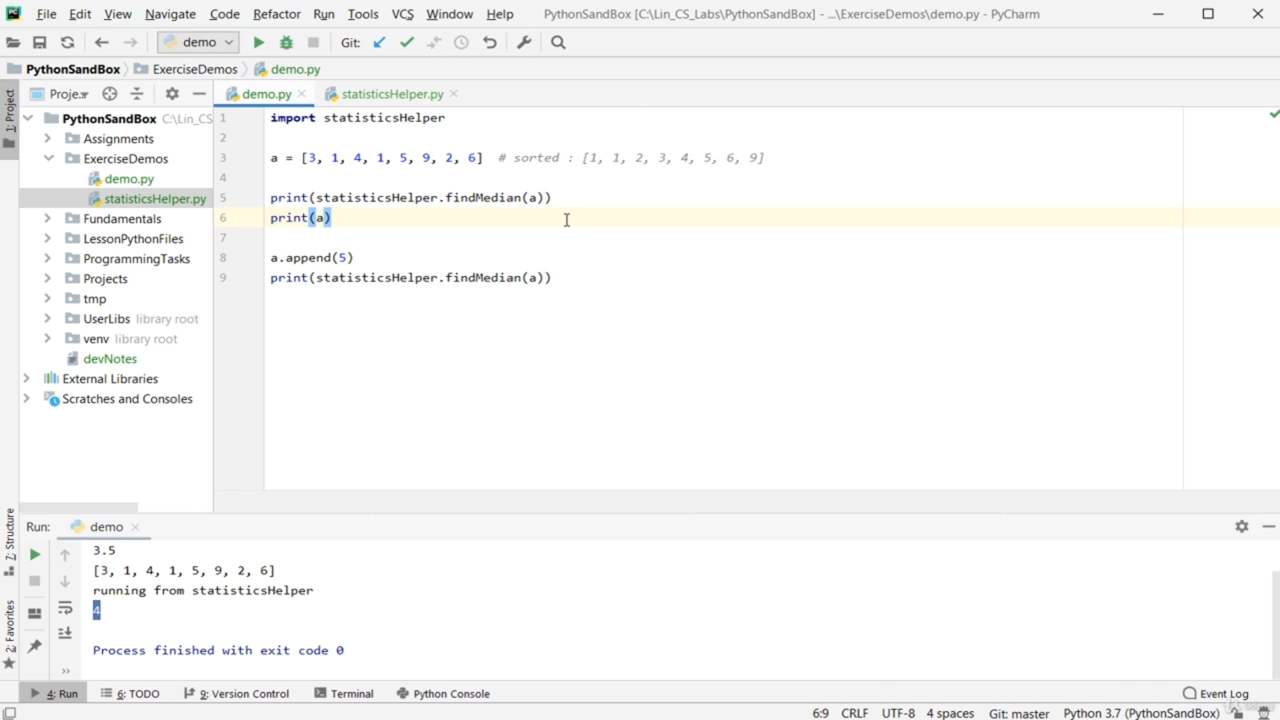 File Edit View Navigate Code Refactor Run Tools VCS Window Help PythonSandBox [C:\Lin_CS_Labs\PythonSandBox] - ...\ExerciseDemos\demo.py - PyCharm
demo Git:
PythonSandBox ExerciseDemos demo.py
1: Project
Proje.. demo.py statisticsHelper.py
PythonSandBox C:\Lin_CS
Assignments
ExerciseDemos
demo.py
statisticsHelper.py
Fundamentals
LessonPythonFiles
ProgrammingTasks
Projects
tmp
UserLibs library root
venv library root
devNotes
External Libraries
Scratches and Consoles
1 import statisticsHelper
2
3 a = [3, 1, 4, 1, 5, 9, 2, 6] # sorted : [1, 1, 2, 3, 4, 5, 6, 9]
4
5 print(statisticsHelper.findMedian(a))
6 print(a)
7
8 a.append(5)
9 print(statisticsHelper.findMedian(a))
7: Structure
2: Favorites
Run: demo
3.5
[3, 1, 4, 1, 5, 9, 2, 6]
running from statisticsHelper
4
Process finished with exit code 0
4: Run 6: TODO 9: Version Control Terminal Python Console Event Log
6:9 CRLF UTF-8 4 spaces Git: master Python 3.7 (PythonSandBox)